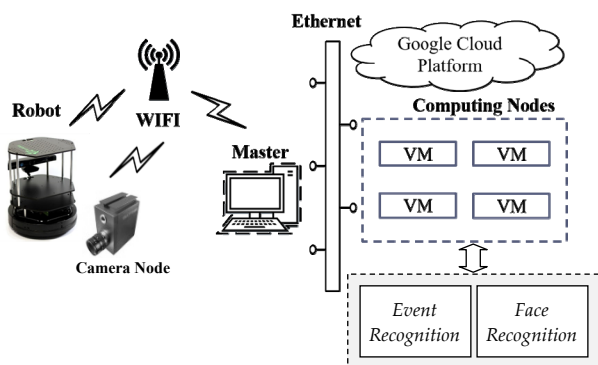 Ethernet
Google Cloud
Platform
Robot
WIFI
Computing Nodes
Master
VM VM
VM VM
Camera Node
Event
Recognition
Face
Recognition